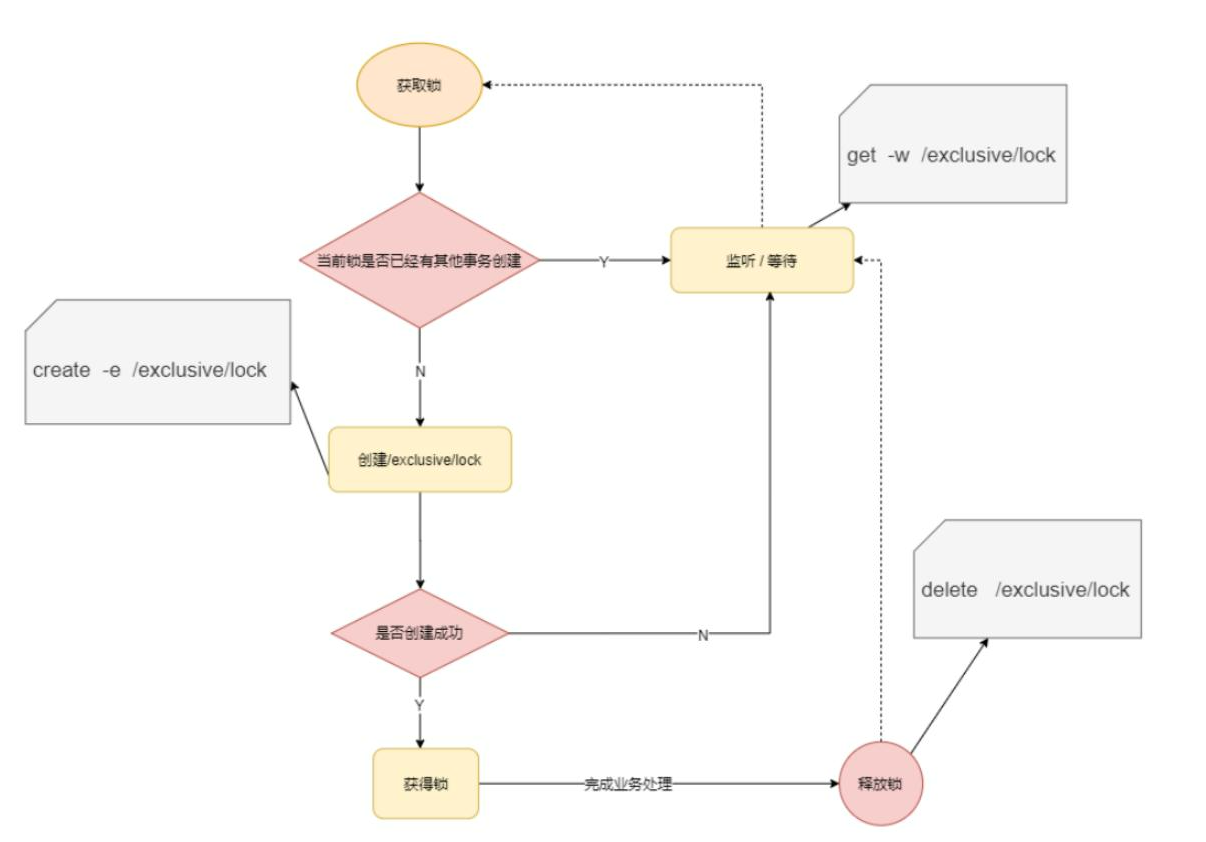 获取锁
get -w /exclusive/lock
当前锁是否已经有其他事务创建
Y
监听 / 等待
create -e /exclusive/lock
N
创建/exclusive/lock
delete /exclusive/lock
是否创建成功
N
Y
获得锁
完成业务处理
释放锁